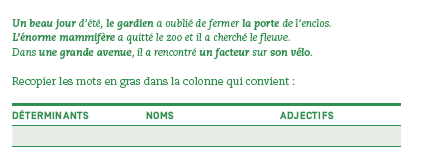 Un beau jour d'été, le gardien a oublié de fermer la porte de l'enclos.
L'énorme mammifère a quitté le zoo et il a cherché le fleuve.
Dans une grande avenue, il a rencontré un facteur sur son vélo.
Recopier les mots en gras dans la colonne qui convient :
DÉTERMINANTS NOMS ADJECTIFS